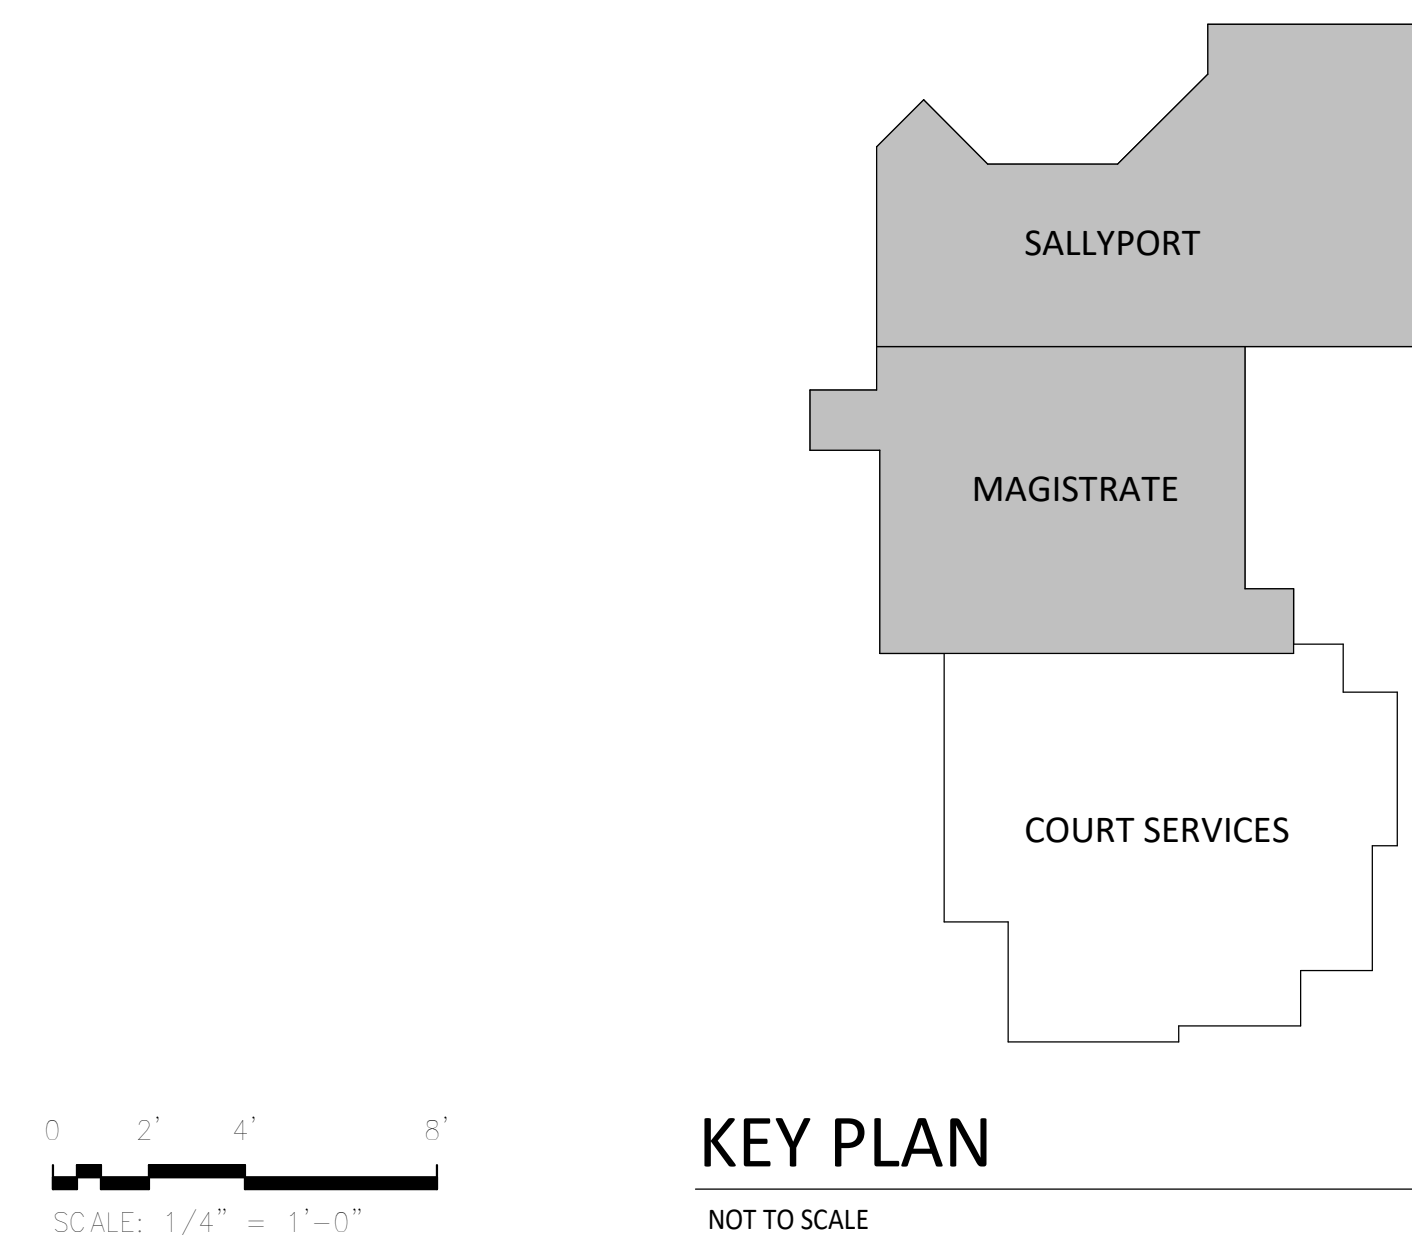 SALLYPORT
MAGISTRATE
COURT SERVICES
0 2' 4' 8'
SCALE: 1/4" = 1'-0"
KEY PLAN
NOT TO SCALE